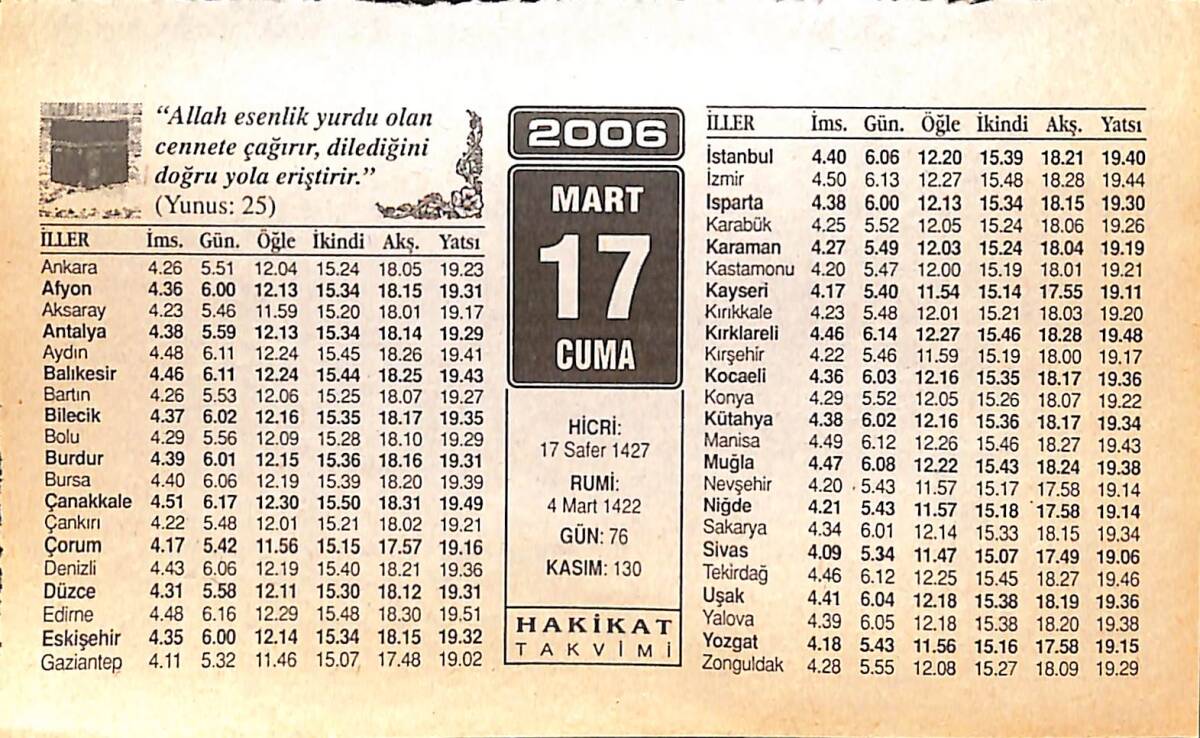 “Allah esenlik yurdu olan
cennete çağırır, dilediğini
doğru yola eriştirir.”
(Yunus: 25)
İLLER İms. Gün. Öğle İkindi Akş. Yatsı
Ankara 4.26 5.51 12.04 15.24 18.05 19.23
Afyon 4.36 6.00 12.13 15.34 18.15 19.31
Aksaray 4.23 5.46 11.59 15.20 18.01 19.17
Antalya 4.38 5.59 12.13 15.34 18.14 19.29
Aydın 4.48 6.11 12.24 15.45 18.26 19.41
Balıkesir 4.46 6.11 12.24 15.44 18.25 19.43
Bartın 4.26 5.53 12.06 15.25 18.07 19.27
Bilecik 4.37 6.02 12.16 15.35 18.17 19.35
Bolu 4.29 5.56 12.09 15.28 18.10 19.29
Burdur 4.39 6.01 12.15 15.36 18.16 19.31
Bursa 4.40 6.06 12.19 15.39 18.20 19.39
Çanakkale 4.51 6.17 12.30 15.50 18.31 19.49
Çankırı 4.22 5.48 12.01 15.21 18.02 19.21
Çorum 4.17 5.42 11.56 15.15 17.57 19.16
Denizli 4.43 6.06 12.19 15.40 18.21 19.36
Düzce 4.31 5.58 12.11 15.30 18.12 19.31
Edirne 4.48 6.16 12.29 15.48 18.30 19.51
Eskişehir 4.35 6.00 12.14 15.34 18.15 19.32
Gaziantep 4.11 5.32 11.46 15.07 17.48 19.02
2006
MART
17
CUMA
HİCRİ:
17 Safer 1427
RUMİ:
4 Mart 1422
GÜN: 76
KASIM: 130
HAKİKAT
TAKVİMİ
İLLER İms. Gün. Öğle İkindi Akş. Yatsı
İstanbul 4.40 6.06 12.20 15.39 18.21 19.40
İzmir 4.50 6.13 12.27 15.48 18.28 19.44
Isparta 4.38 6.00 12.13 15.34 18.15 19.30
Karabük 4.25 5.52 12.05 15.24 18.06 19.26
Karaman 4.27 5.49 12.03 15.24 18.04 19.19
Kastamonu 4.20 5.47 12.00 15.19 18.01 19.21
Kayseri 4.17 5.40 11.54 15.14 17.55 19.11
Kırıkkale 4.23 5.48 12.01 15.21 18.03 19.20
Kırklareli 4.46 6.14 12.27 15.46 18.28 19.48
Kırşehir 4.22 5.46 11.59 15.19 18.00 19.17
Kocaeli 4.36 6.03 12.16 15.35 18.17 19.36
Konya 4.29 5.52 12.05 15.26 18.07 19.22
Kütahya 4.38 6.02 12.16 15.36 18.17 19.34
Manisa 4.49 6.12 12.26 15.46 18.27 19.43
Muğla 4.47 6.08 12.22 15.43 18.24 19.38
Nevşehir 4.20 5.43 11.57 15.17 17.58 19.14
Niğde 4.21 5.43 11.57 15.18 17.58 19.14
Sakarya 4.34 6.01 12.14 15.33 18.15 19.34
Sivas 4.09 5.34 11.47 15.07 17.49 19.06
Tekirdağ 4.46 6.12 12.25 15.45 18.27 19.46
Uşak 4.41 6.04 12.18 15.38 18.19 19.36
Yalova 4.39 6.05 12.18 15.38 18.20 19.38
Yozgat 4.18 5.43 11.56 15.16 17.58 19.15
Zonguldak 4.28 5.55 12.08 15.27 18.09 19.29